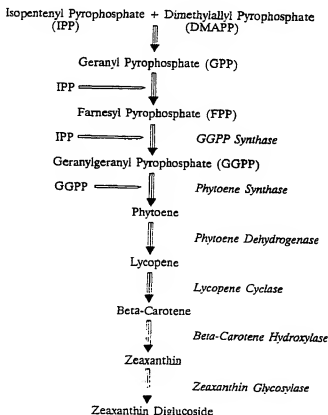 Isopentenyl Pyrophosphate + Dimethylallyl Pyrophosphate
(IPP) (DMAPP)
Geranyl Pyrophosphate (GPP)
IPP
Farnesyl Pyrophosphate (FPP)
IPP GGPP Synthase
Geranylgeranyl Pyrophosphate (GGPP)
GGPP Phytoene Synthase
Phytoene
Phytoene Dehydrogenase
Lycopene
Lycopene Cyclase
Beta-Carotene
Beta-Carotene Hydroxylase
Zeaxanthin
Zeaxanthin Glycosylase
Zeaxanthin Diglucoside